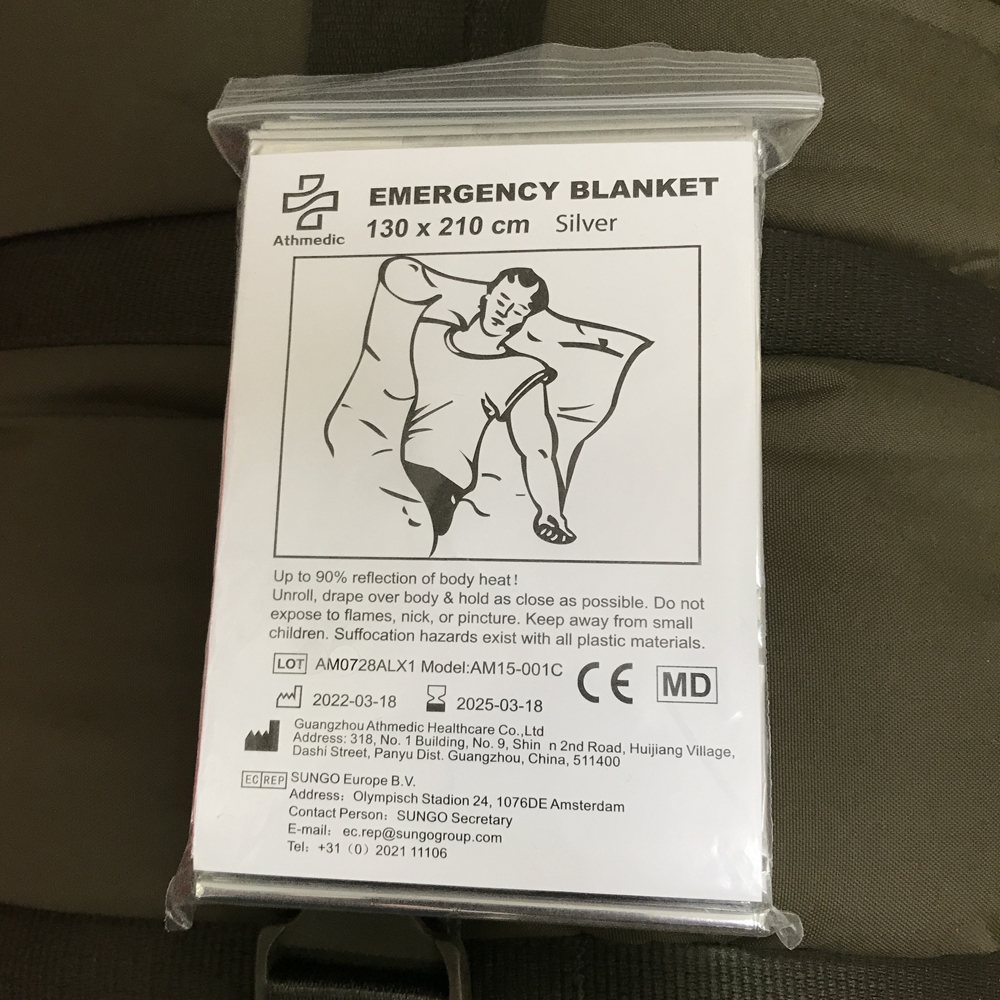 EMERGENCY BLANKET
Athmedic
130 x 210 cm Silver
Up to 90% reflection of body heat!
Unroll, drape over body & hold as close as possible. Do not
expose to flames, nick, or pincture. Keep away from small
children. Suffocation hazards exist with all plastic materials.
LOT AM0728ALX1 Model:AM15-001C
CE MD
2022-03-18 2025-03-18
Guangzhou Athmedic Healthcare Co.,Ltd
Address: 318, No. 1 Building, No. 9, Shin n 2nd Road, Huijiang Village,
Dashi Street, Panyu Dist. Guangzhou, China, 511400
EC REP SUNGO Europe B.V.
Address: Olympisch Stadion 24, 1076DE Amsterdam
Contact Person: SUNGO Secretary
E-mail: ec.rep@sungogroup.com
Tel: +31 (0) 2021 11106